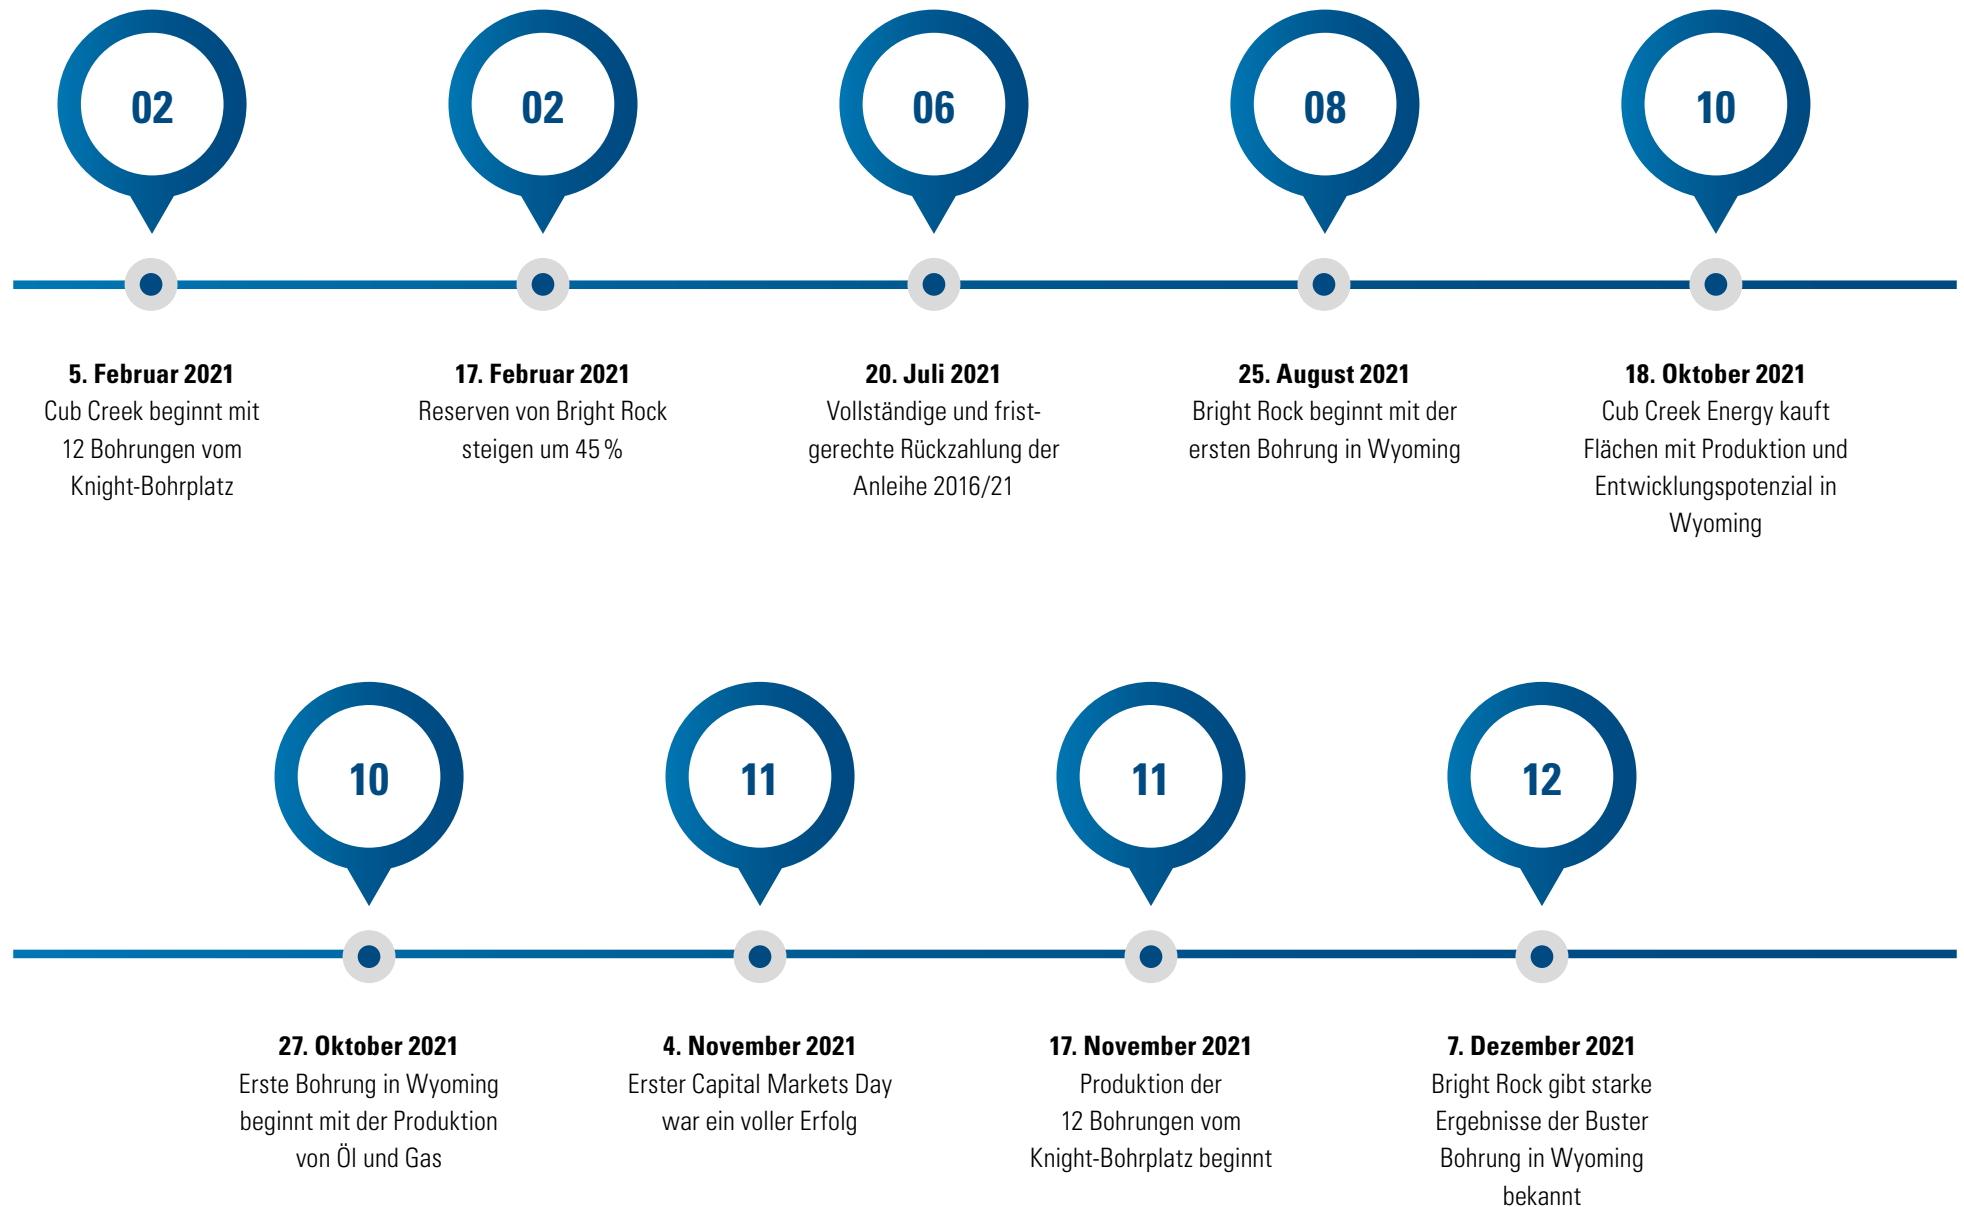 02
02
06
08
10
5. Februar 2021
Cub Creek beginnt mit
12 Bohrungen vom
Knight-Bohrplatz
17. Februar 2021
Reserven von Bright Rock
steigen um 45 %
20. Juli 2021
Vollständige und frist-
gerechte Rückzahlung der
Anleihe 2016/21
25. August 2021
Bright Rock beginnt mit der
ersten Bohrung in Wyoming
18. Oktober 2021
Cub Creek Energy kauft
Flächen mit Produktion und
Entwicklungspotenzial in
Wyoming
10
11
11
12
27. Oktober 2021
Erste Bohrung in Wyoming
beginnt mit der Produktion
von Öl und Gas
4. November 2021
Erster Capital Markets Day
war ein voller Erfolg
17. November 2021
Produktion der
12 Bohrungen vom
Knight-Bohrplatz beginnt
7. Dezember 2021
Bright Rock gibt starke
Ergebnisse der Buster
Bohrung in Wyoming
bekannt